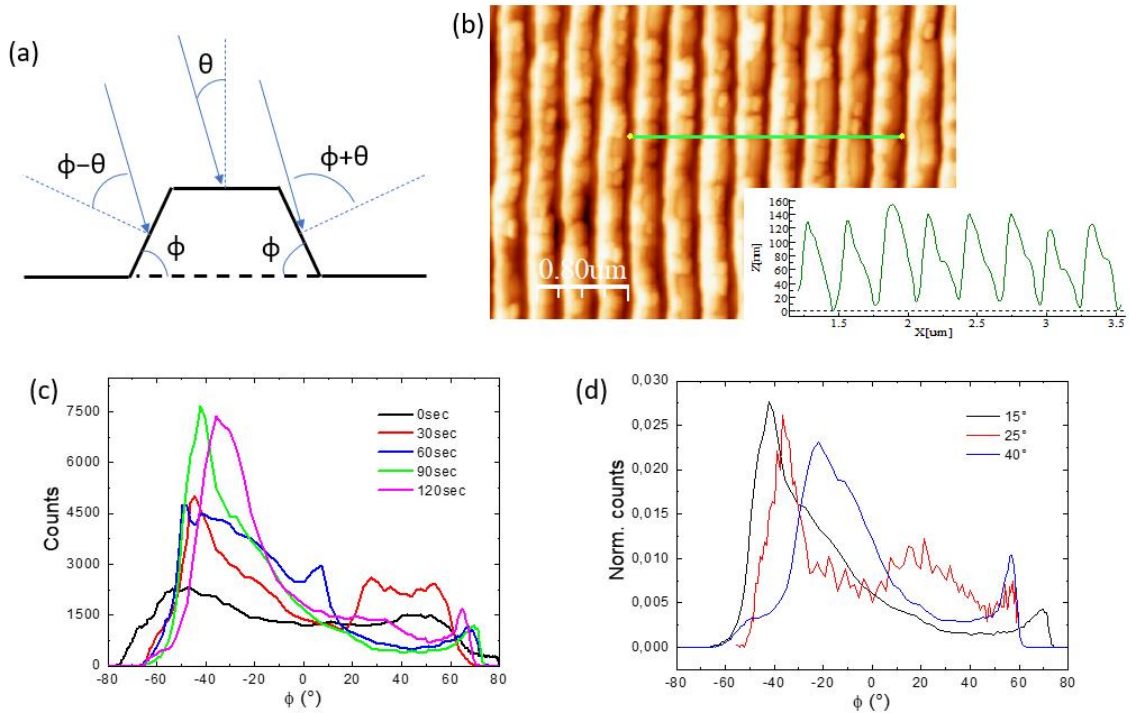 (a)
θ
ϕ−θ
ϕ+θ
ϕ
ϕ
(b)
0.80um
Z[nm]
160
140
120
100
80
60
40
20
0
1.5
2
2.5
3
3.5
X[um]
(c)
Counts
7500
6000
4500
3000
1500
0
0sec
30sec
60sec
90sec
120sec
-80 -60 -40 -20 0 20 40 60 80
ϕ (°)
(d)
Norm. counts
0,030
0,025
0,020
0,015
0,010
0,005
0,000
15°
25°
40°
-80 -60 -40 -20 0 20 40 60 80
ϕ (°)